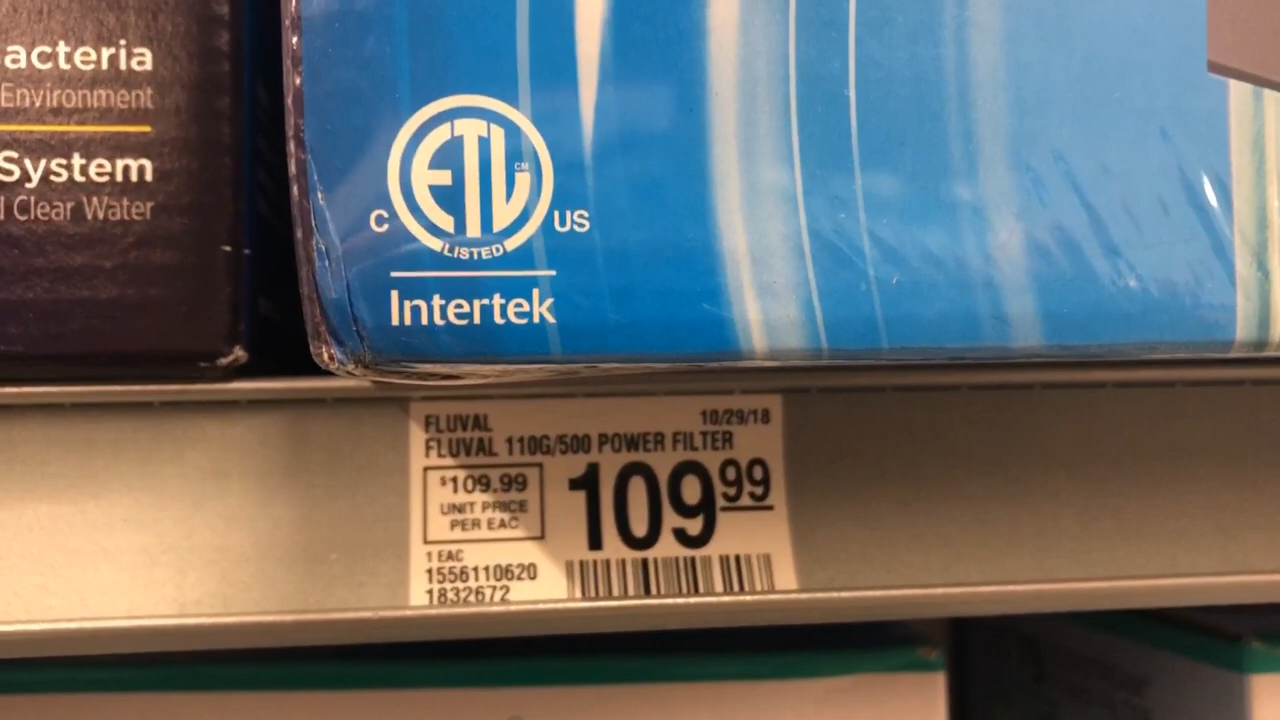 acteria
Environment
System
Clear Water
ETL
CM
C
US
LISTED
Intertek
FLUVAL
10/29/18
FLUVAL 110G/500 POWER FILTER
$109.99
UNIT PRICE
PER EAC
109 99
1 EAC
1556110620
1832672